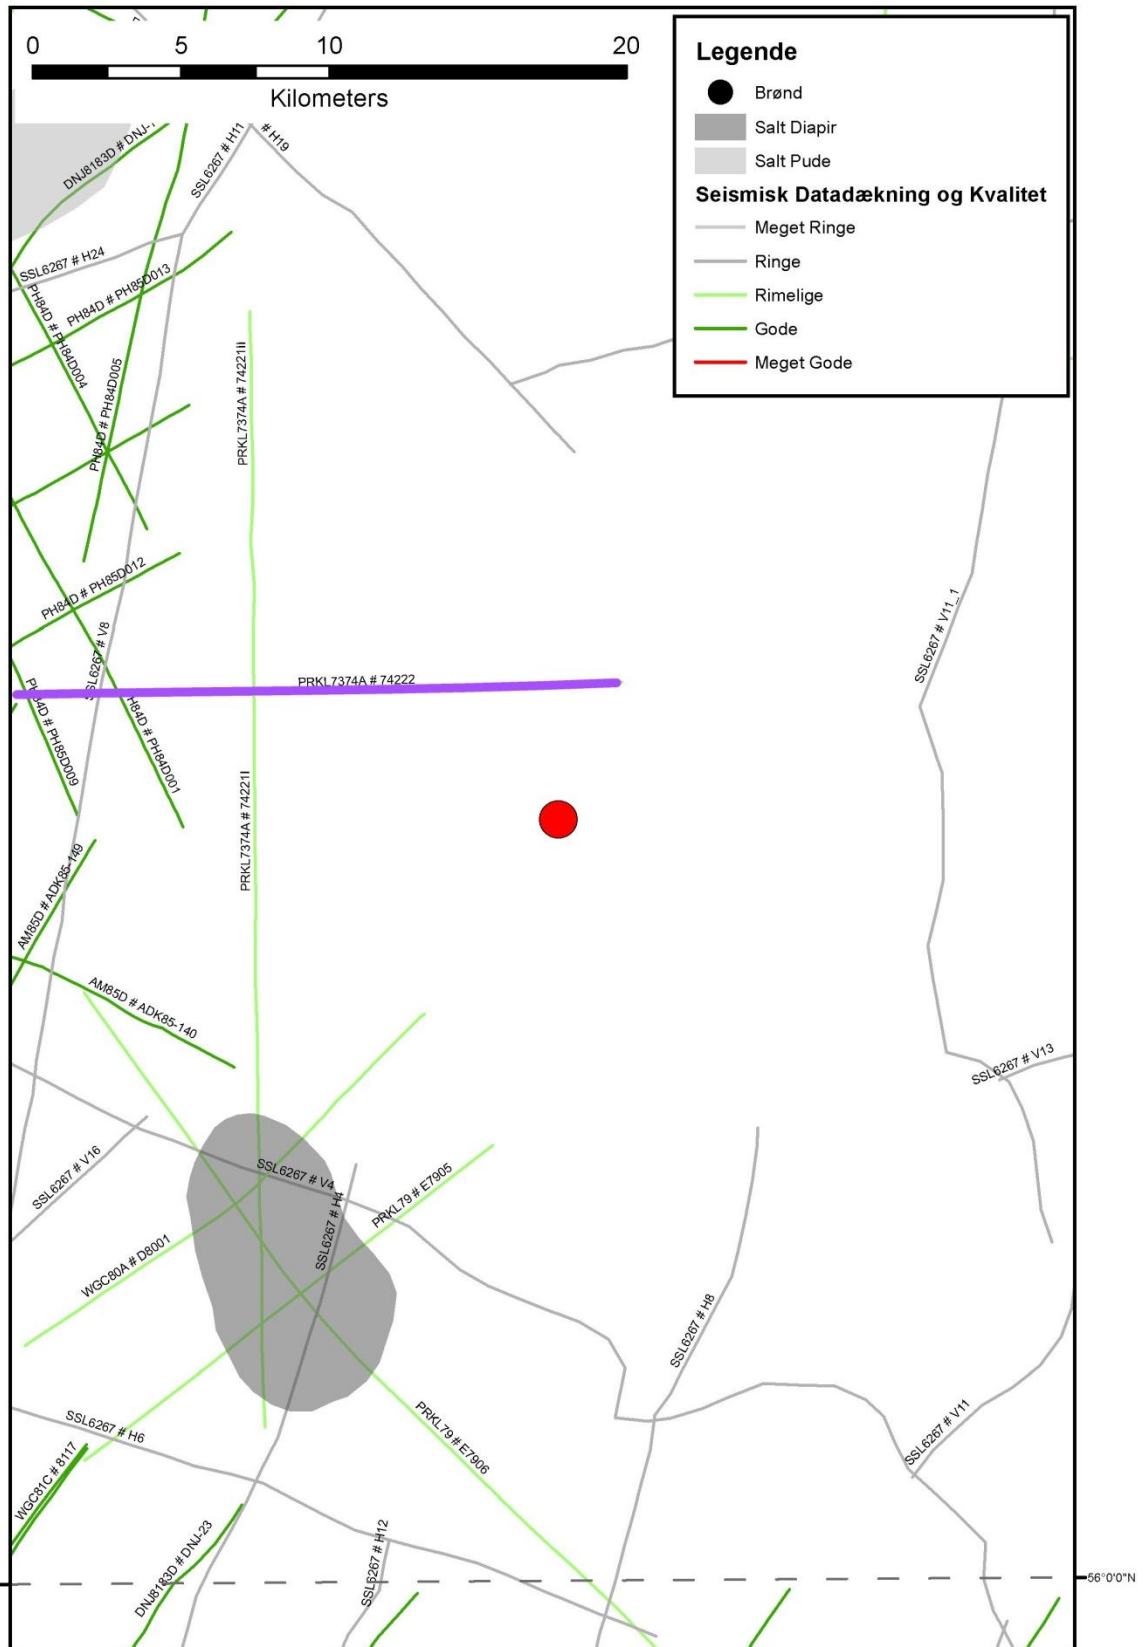 0 5 10 20
Kilometers
Legende
Brønd
Salt Diapir
Salt Pude
Seismisk Datadækning og Kvalitet
Meget Ringe
Ringe
Rimelige
Gode
Meget Gode
SSL6267 # H11
# H19
SSL6267 # H24
PH84D # PH85D013
PH84D # PH84D004
PH84D # PH84D005
PRKL7374A # 74221II
PH84D # PH85D012
SSL6267 # V8
SSL6267 # V11_1
PRKL7374A # 74222
PH84D # PH85D009
H84D # PH84D001
PRKL7374A # 74221I
AM85D # ADK85-149
AM85D # ADK85-140
SSL6267 # V13
SSL6267 # V16
SSL6267 # V4
SSL6267 # H4
PRKL79 # E7905
WGC80A # D8001
SSL6267 # H8
SSL6267 # H6
PRKL79 # E7906
SSL6267 # V11
WGC81C # 8117
DNJ8183D # DNJ-23
SSL6267 # H12
56°0'0"N